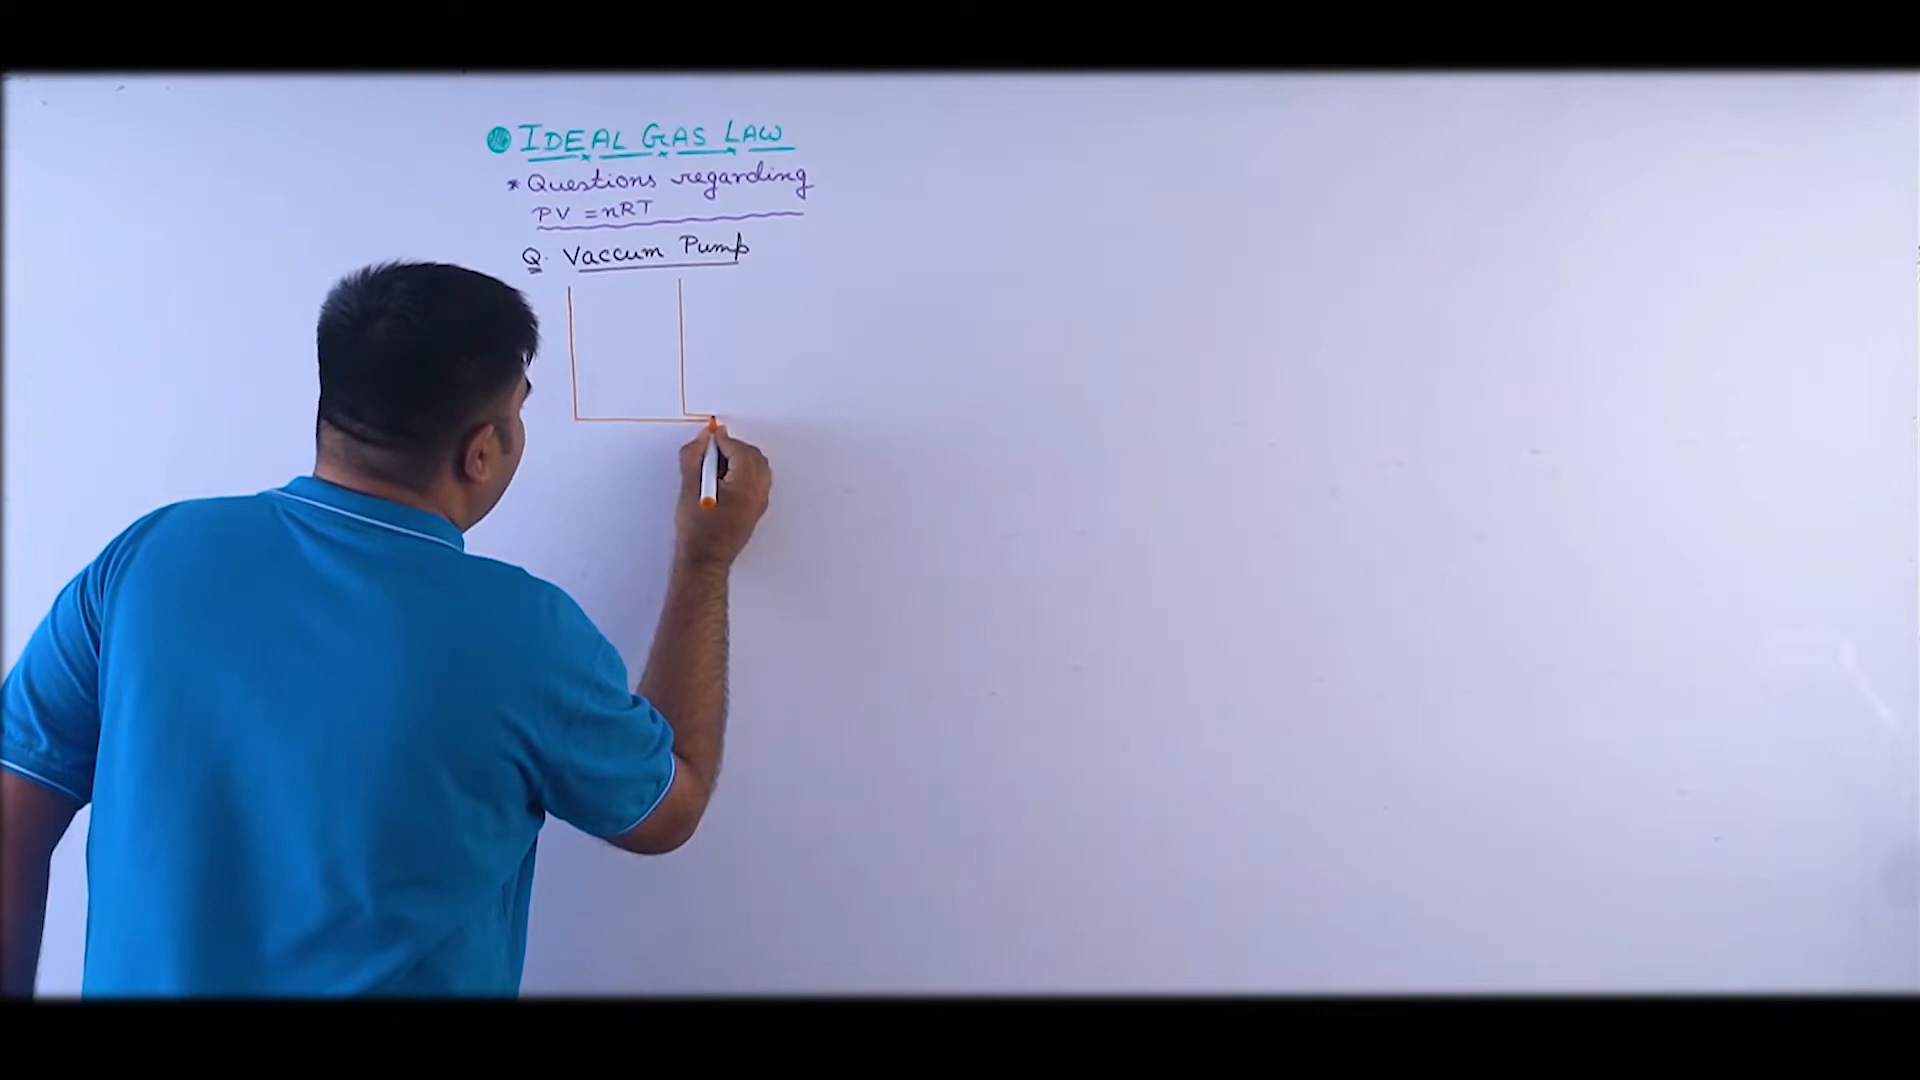 IDEAL GAS LAW
* Questions regarding
PV = nRT
Q. Vaccum Pump